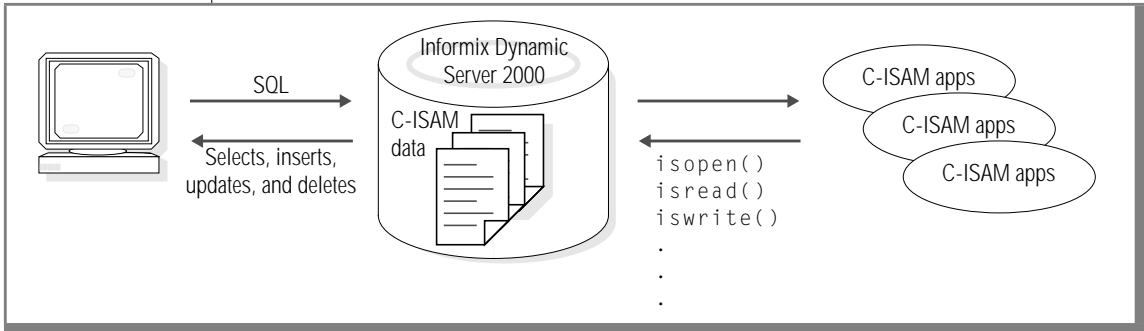 SQL
Selects, inserts,
updates, and deletes
Informix Dynamic
Server 2000
C-ISAM
data
isopen()
isread()
iswrite()
.
.
.
C-ISAM apps
C-ISAM apps
C-ISAM apps